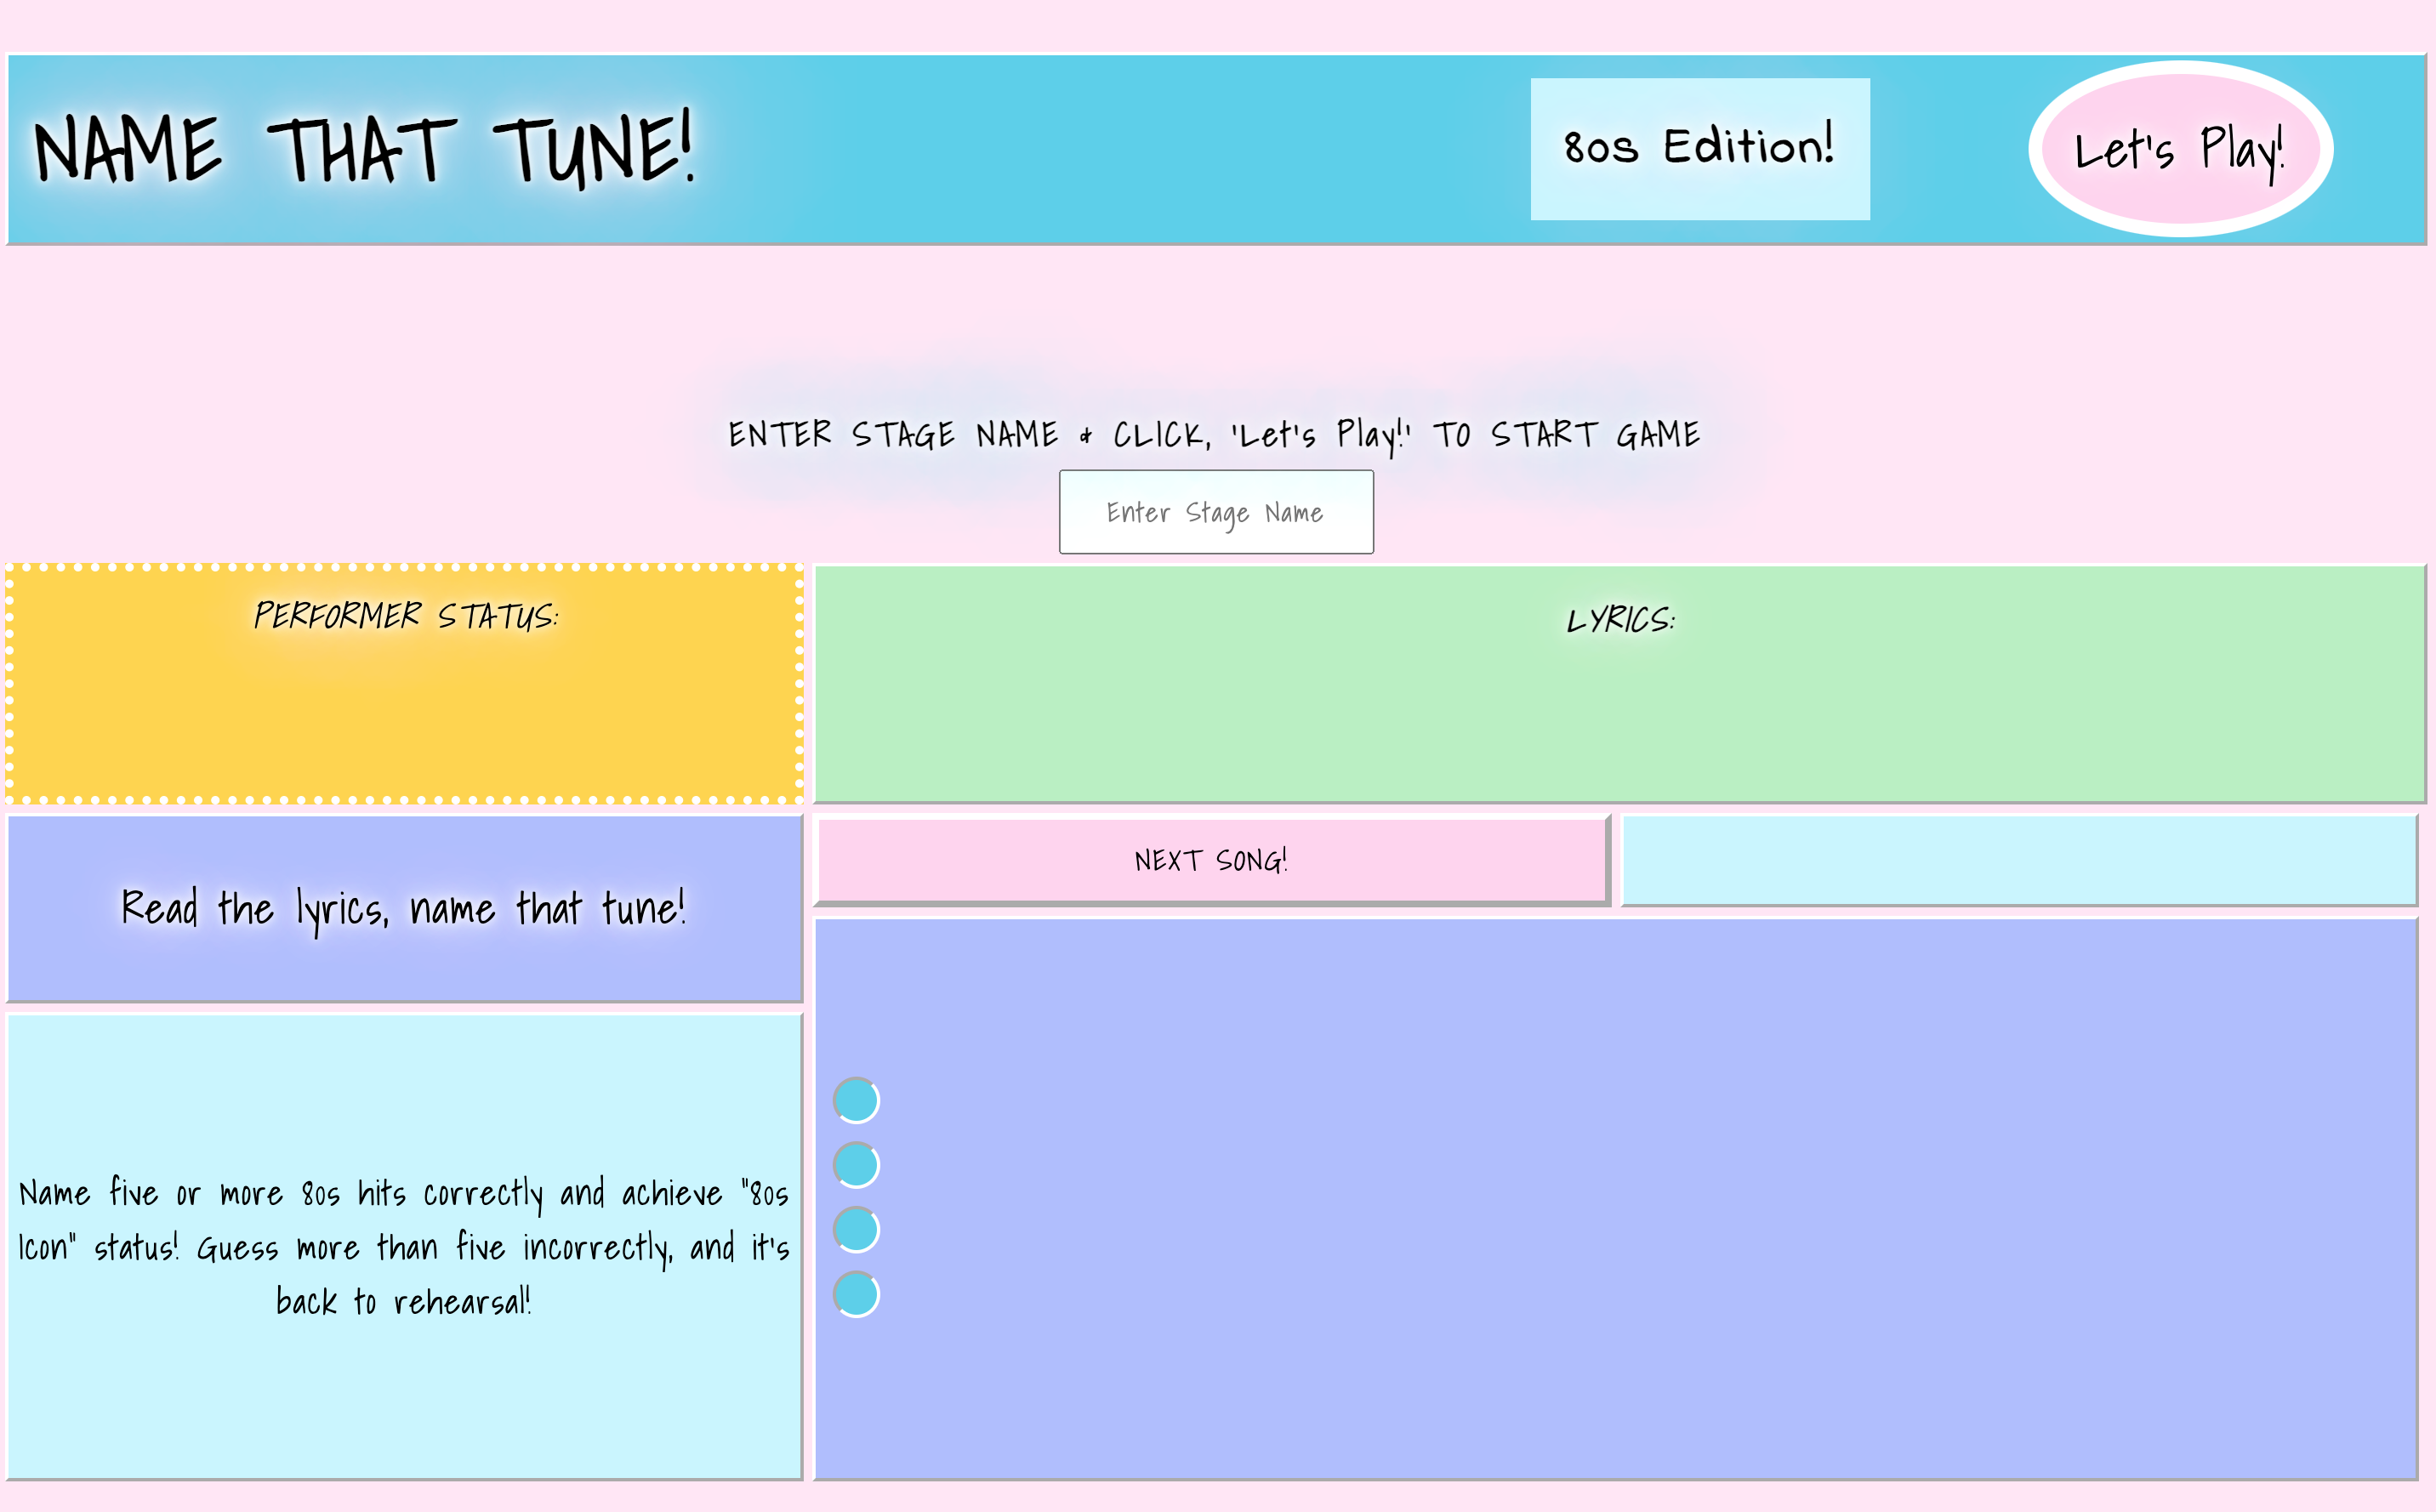 NAME THAT TUNE!
80s Edition!
Let's Play!
ENTER STAGE NAME & CLICK, 'Let's Play!' TO START GAME
Enter Stage Name
PERFORMER STATUS:
LYRICS:
Read the lyrics, name that tune!
NEXT SONG!
Name five or more 80s hits correctly and achieve "80s
Icon" status! Guess more than five incorrectly, and it's
back to rehearsal!